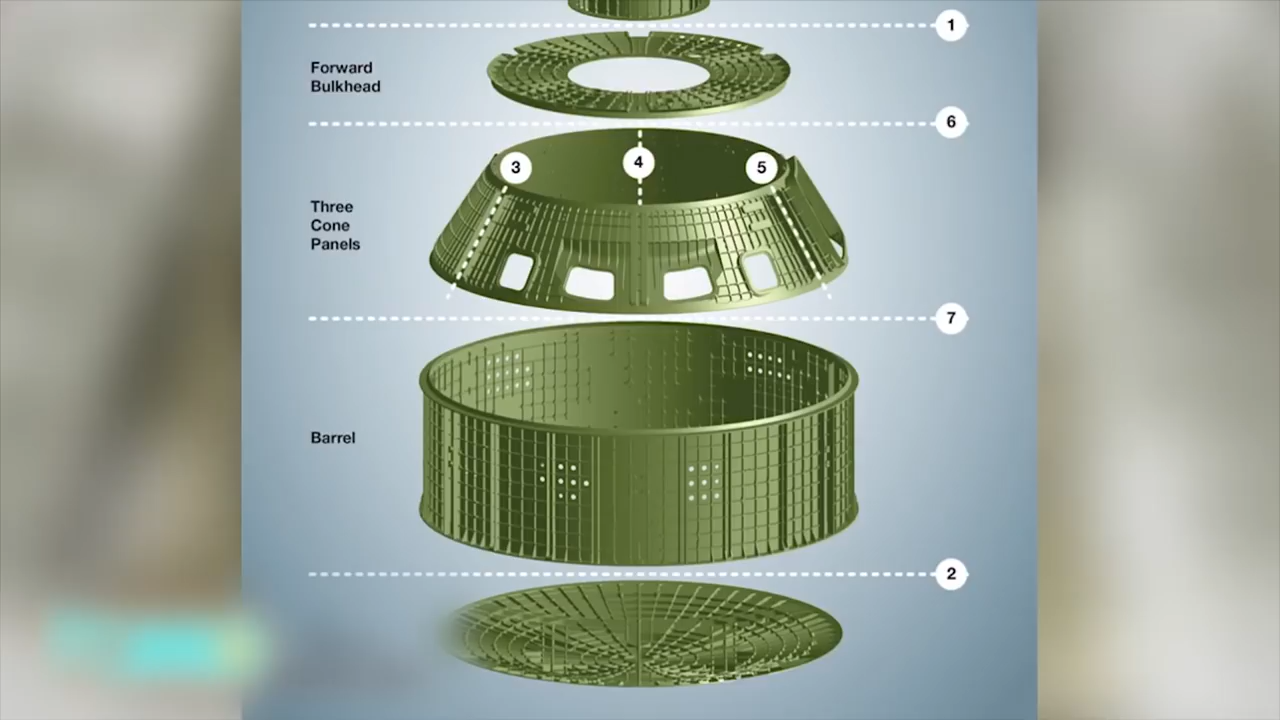 1
Forward
Bulkhead
6
3 4 5
Three
Cone
Panels
7
Barrel
2